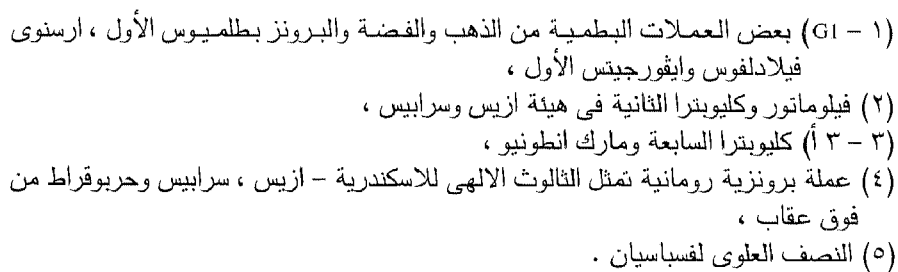 (١ – G1) بعض العملات البطمية من الذهب والفضة والبرونز بطلميوس الأول ، ارسنوى
فيلادلفوس وايڤورجيتس الأول ،
(٢) فيلوماتور وكليوبترا الثانية فى هيئة ازيس وسرابيس ،
(٣ – ٣ أ) كليوبترا السابعة ومارك انطونيو ،
(٤) عملة برونزية رومانية تمثل الثالوث الالهى للاسكندرية – ازيس ، سرابيس وحربوقراط من
فوق عقاب ،
(٥) النصف العلوى لفسباسيان .